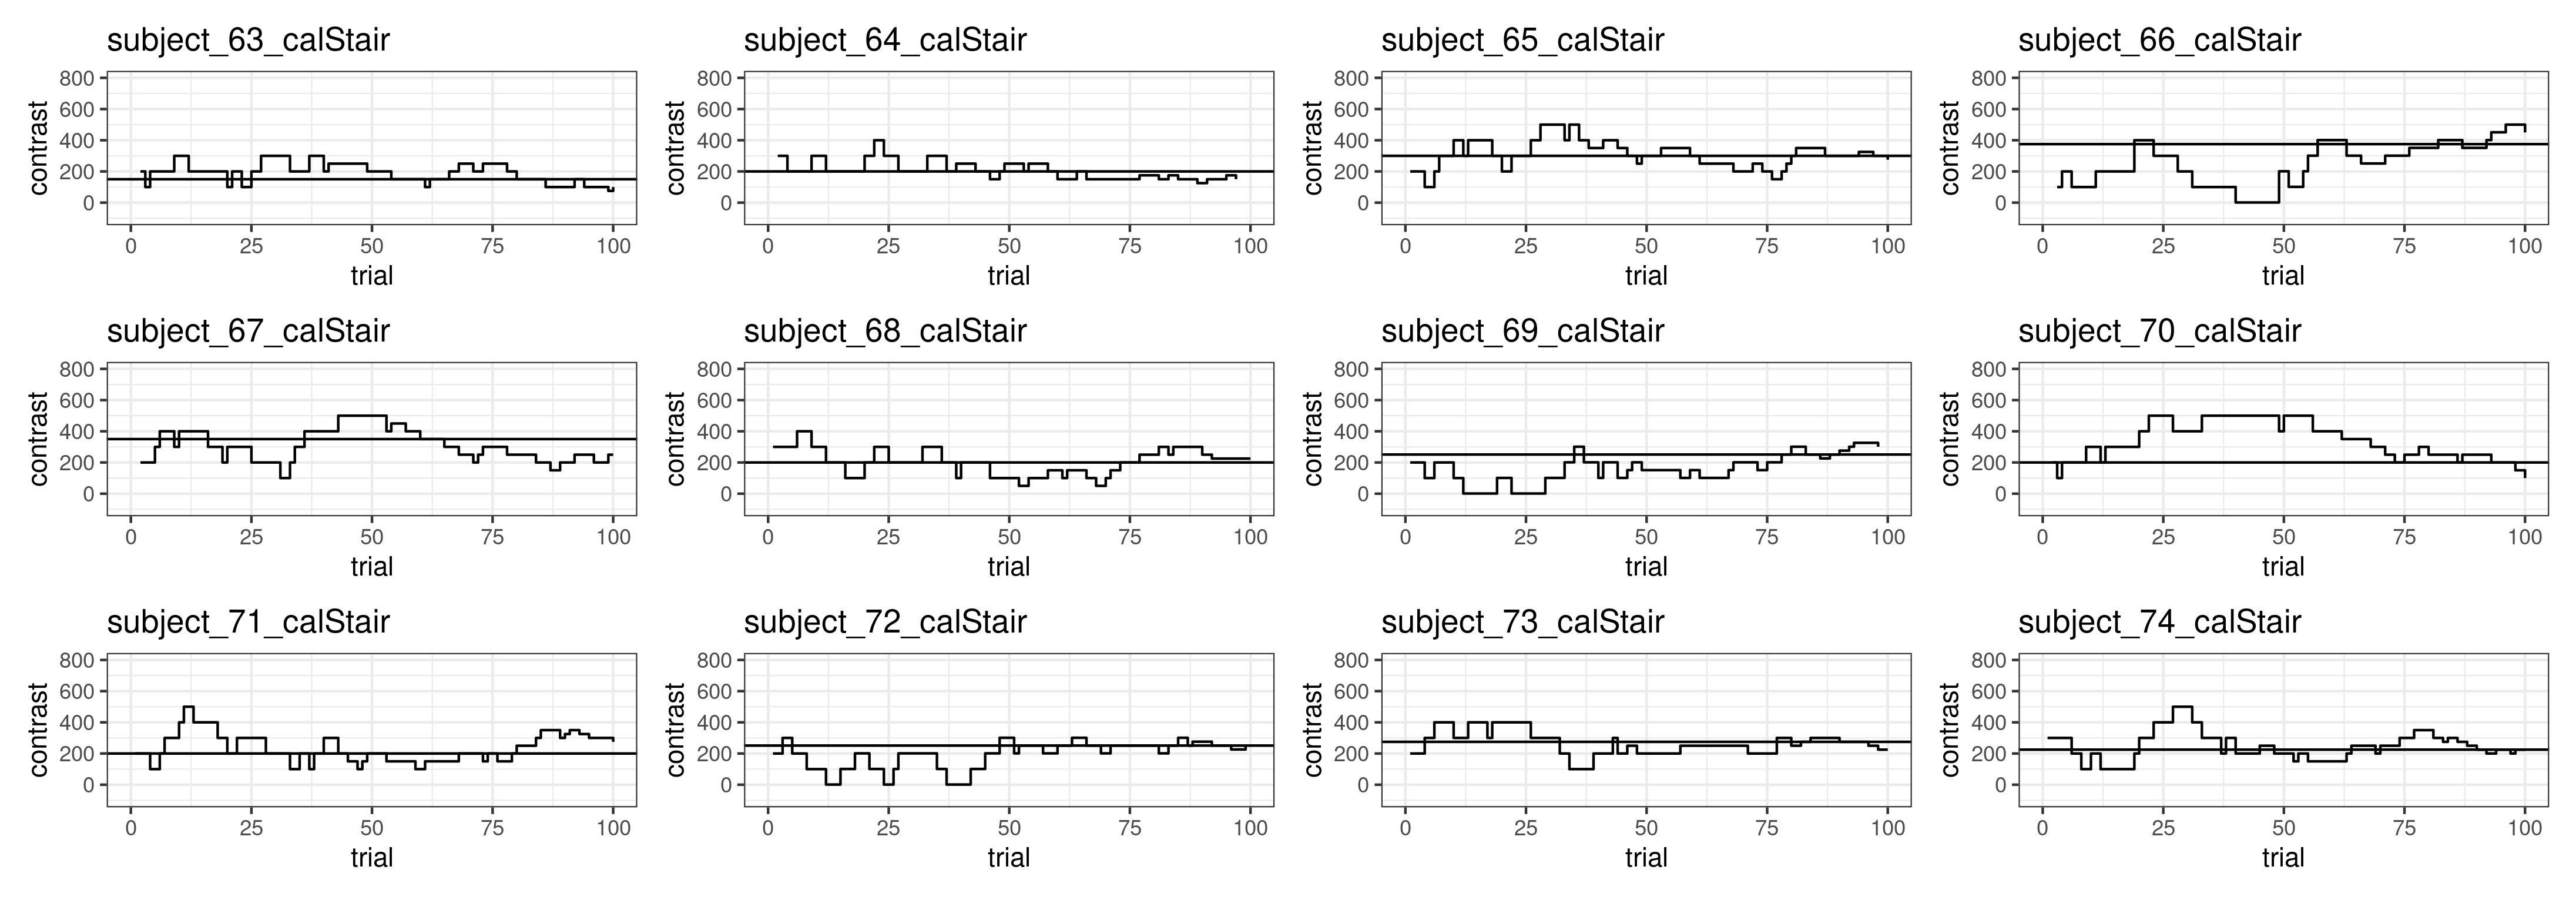 subject_63_calStair
subject_64_calStair
subject_65_calStair
subject_66_calStair
800
600
400
200
0
contrast
0 25 50 75 100
trial
800
600
400
200
0
contrast
0 25 50 75 100
trial
800
600
400
200
0
contrast
0 25 50 75 100
trial
800
600
400
200
0
contrast
0 25 50 75 100
trial
subject_67_calStair
subject_68_calStair
subject_69_calStair
subject_70_calStair
800
600
400
200
0
contrast
0 25 50 75 100
trial
800
600
400
200
0
contrast
0 25 50 75 100
trial
800
600
400
200
0
contrast
0 25 50 75 100
trial
800
600
400
200
0
contrast
0 25 50 75 100
trial
subject_71_calStair
subject_72_calStair
subject_73_calStair
subject_74_calStair
800
600
400
200
0
contrast
0 25 50 75 100
trial
800
600
400
200
0
contrast
0 25 50 75 100
trial
800
600
400
200
0
contrast
0 25 50 75 100
trial
800
600
400
200
0
contrast
0 25 50 75 100
trial